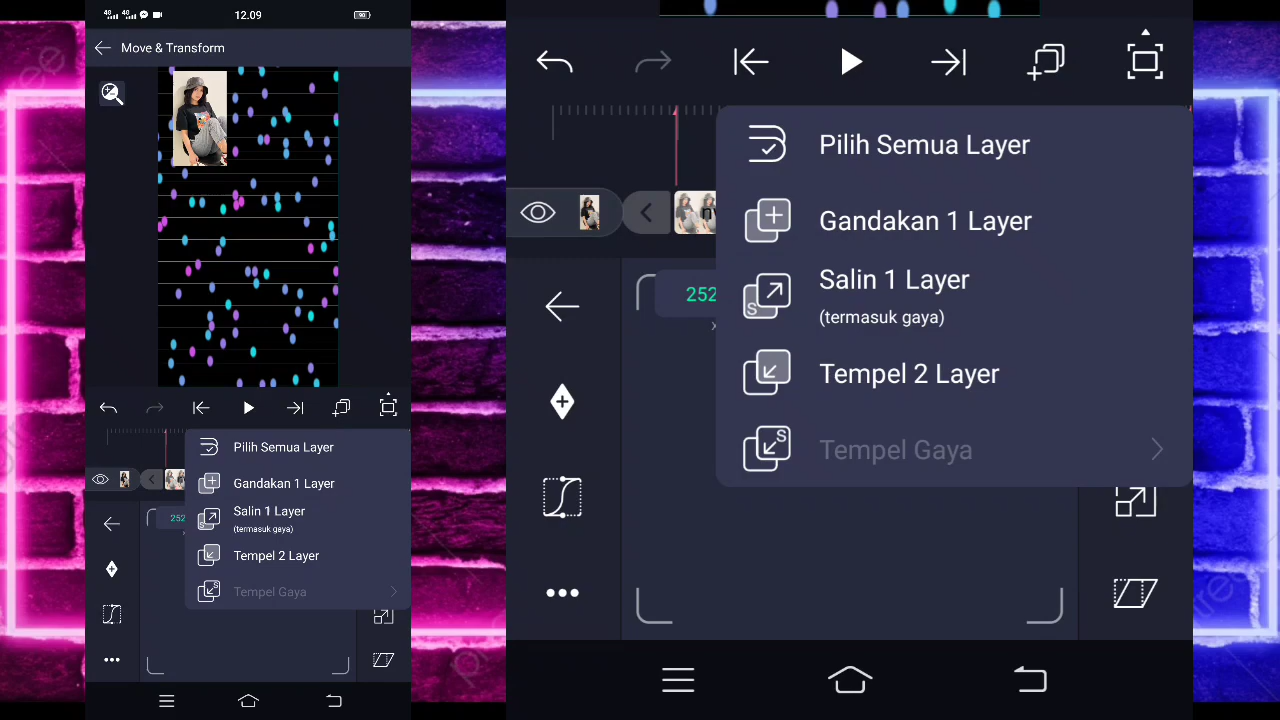 12.09
90
Move & Transform
Pilih Semua Layer
Gandakan 1 Layer
Salin 1 Layer
(termasuk gaya)
Tempel 2 Layer
Tempel Gaya
252
Pilih Semua Layer
Gandakan 1 Layer
Salin 1 Layer
(termasuk gaya)
Tempel 2 Layer
Tempel Gaya
252